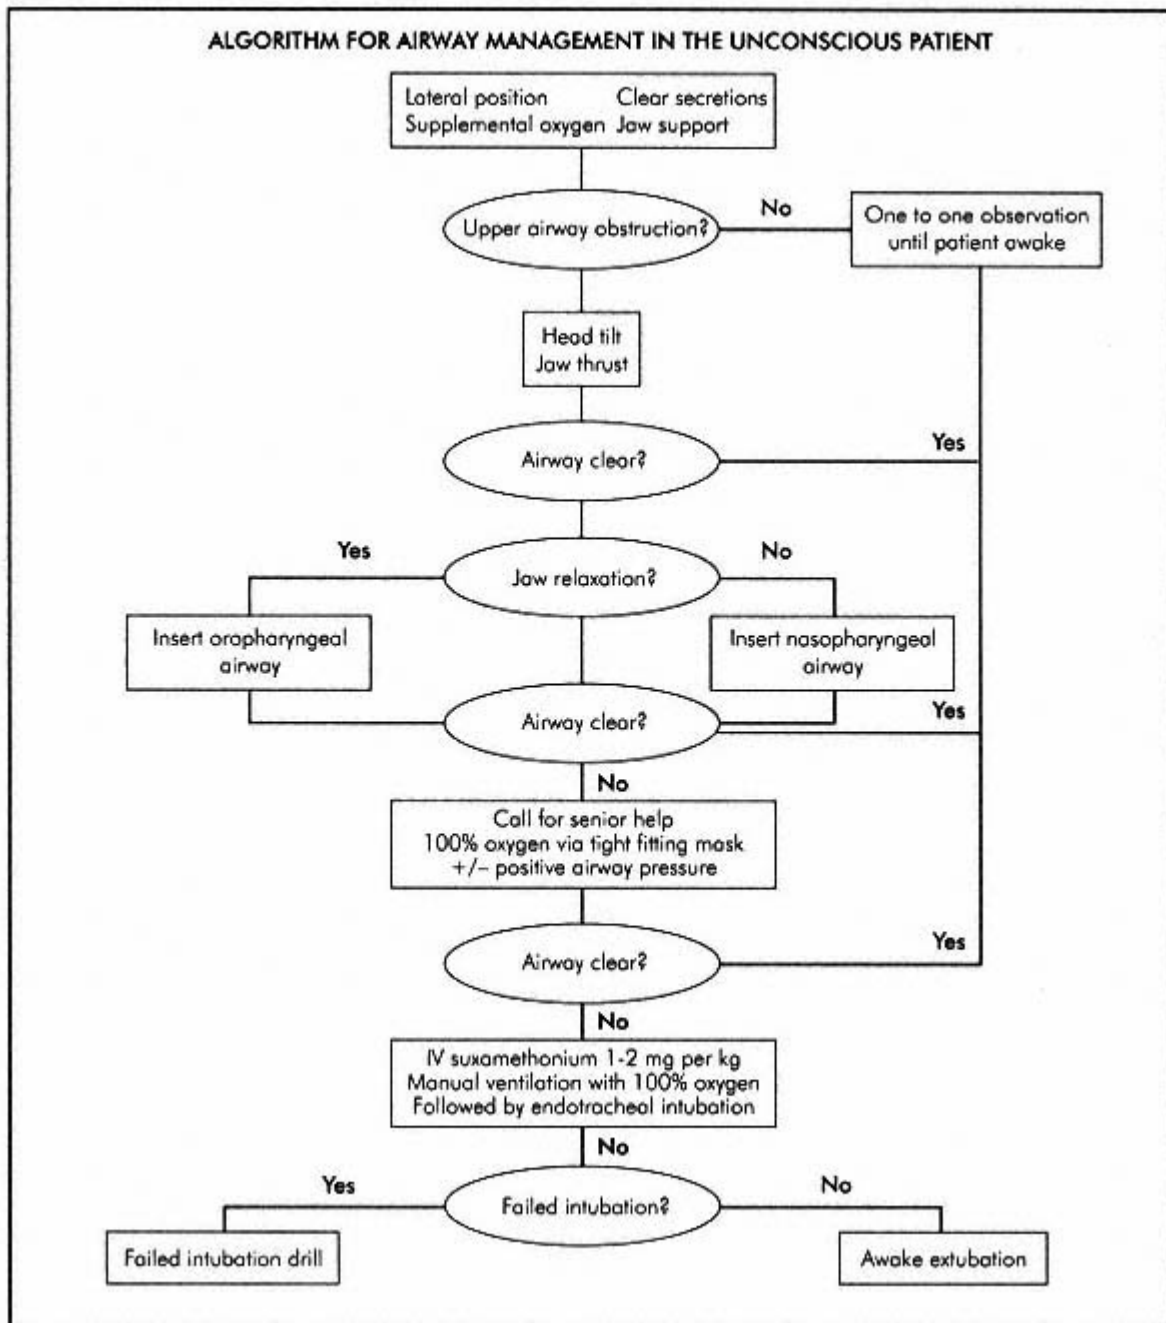 ALGORITHM FOR AIRWAY MANAGEMENT IN THE UNCONSCIOUS PATIENT
Lateral position Clear secretions
Supplemental oxygen Jaw support
Upper airway obstruction?
No
One to one observation
until patient awake
Head tilt
Jaw thrust
Airway clear?
Yes
Jaw relaxation?
Yes
No
Insert oropharyngeal
airway
Insert nasopharyngeal
airway
Airway clear?
Yes
No
Call for senior help
100% oxygen via tight fitting mask
+/– positive airway pressure
Airway clear?
Yes
No
IV suxamethonium 1-2 mg per kg
Manual ventilation with 100% oxygen
Followed by endotracheal intubation
No
Failed intubation?
Yes
No
Failed intubation drill
Awake extubation